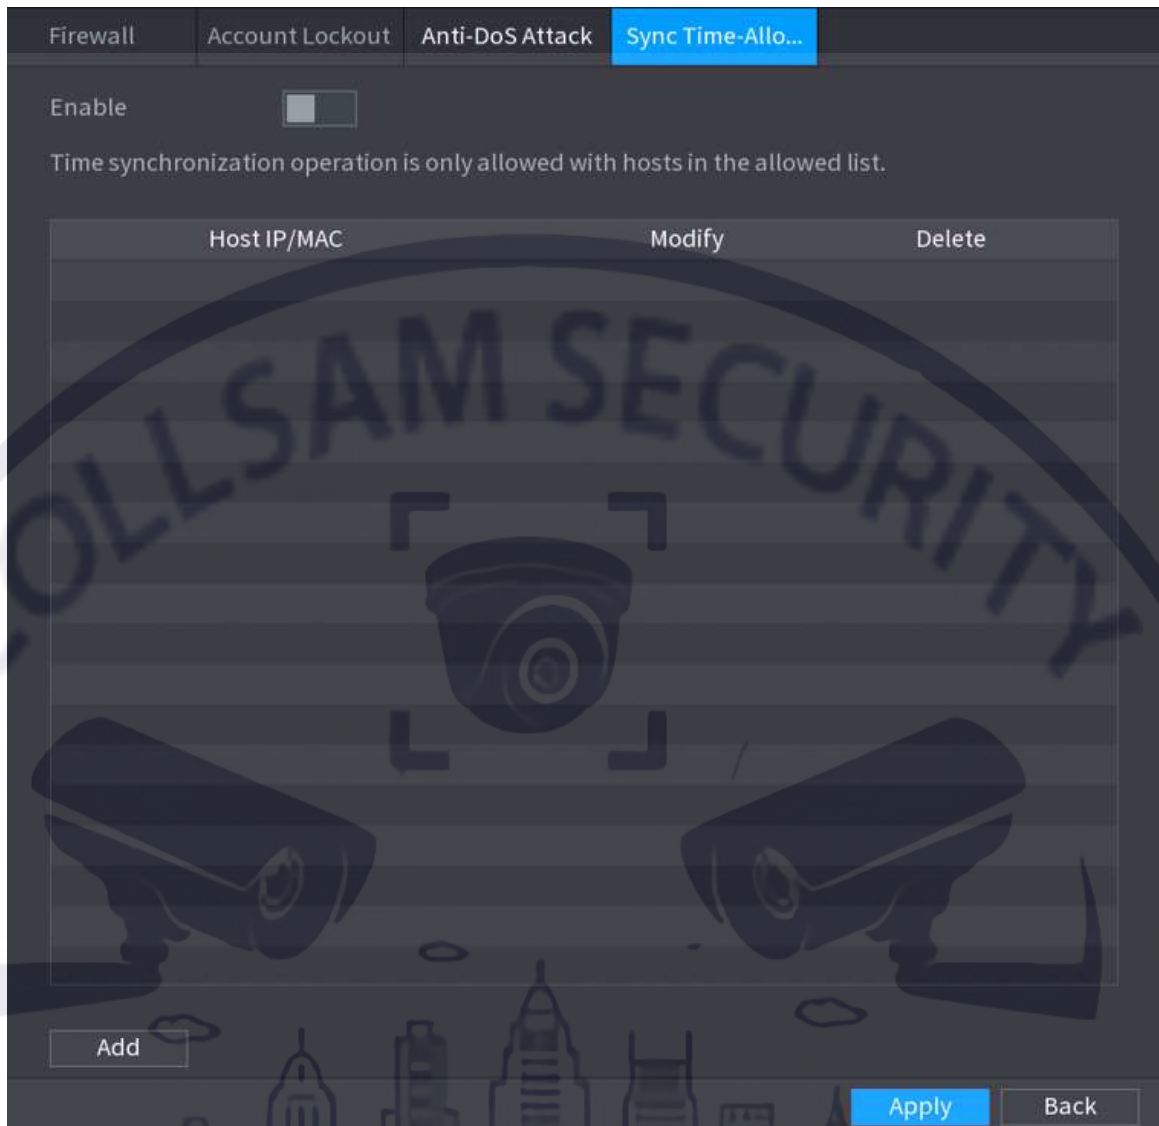 Firewall Account Lockout Anti-DoS Attack Sync Time-Allo...
Enable
Time synchronization operation is only allowed with hosts in the allowed list.
Host IP/MAC Modify Delete
OLLSAM SECURITY
Add
Apply Back